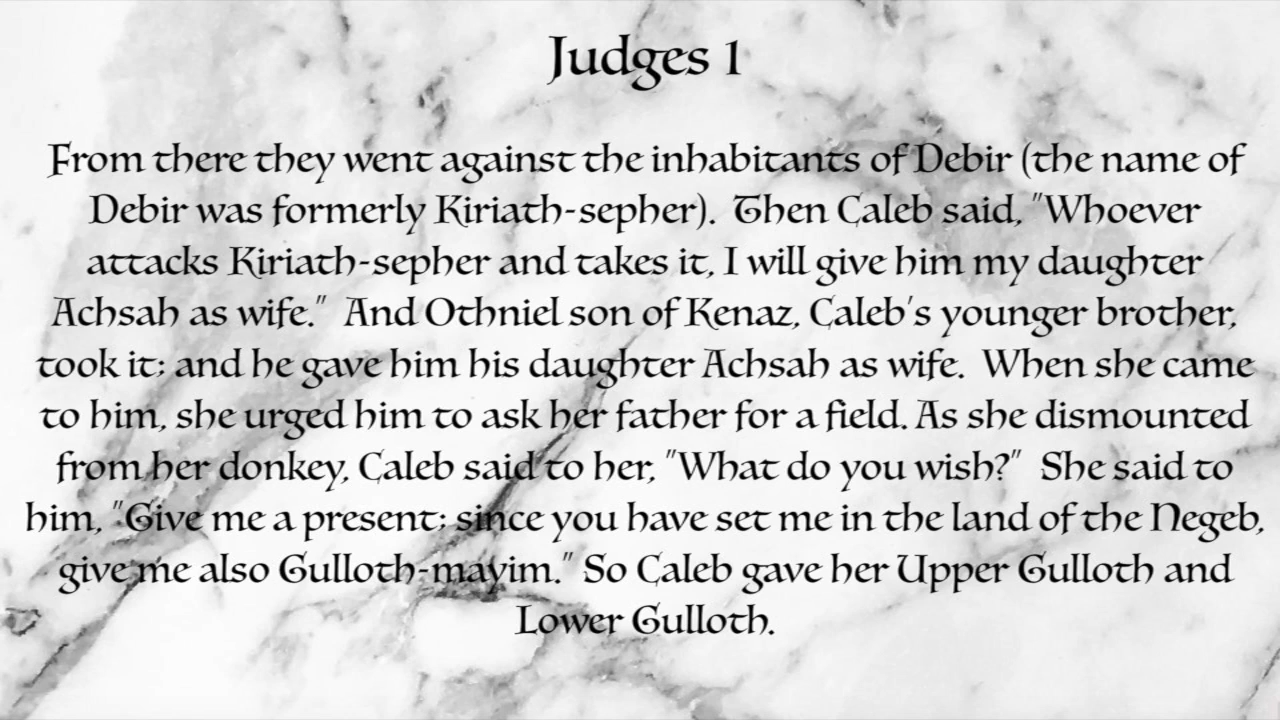 Judges 1
From there they went against the inhabitants of Debir (the name of
Debir was formerly Kiriath-sepher).  Then Caleb said, "Whoever
attacks Kiriath-sepher and takes it, I will give him my daughter
Achsah as wife."  And Othniel son of Kenaz, Caleb's younger brother,
took it; and he gave him his daughter Achsah as wife.  When she came
to him, she urged him to ask her father for a field. As she dismounted
from her donkey, Caleb said to her, "What do you wish?"  She said to
him, "Give me a present; since you have set me in the land of the Negeb,
give me also Gulloth-mayim." So Caleb gave her Upper Gulloth and
Lower Gulloth.